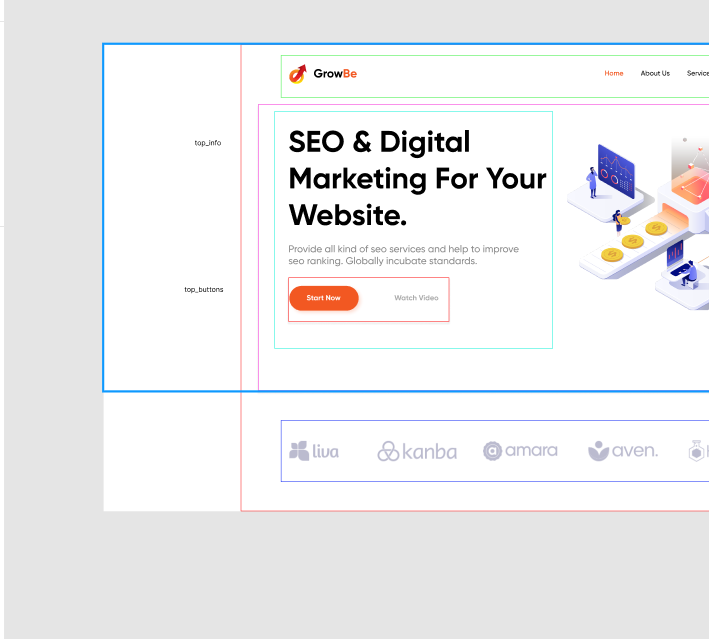 GrowBe
Home About Us
top_info
SEO & Digital
Marketing For Your
Website.
Provide all kind of seo services and help to improve
seo ranking. Globally incubate standards.
top_buttons
Start Now Watch Video
liva kanba amara aven.